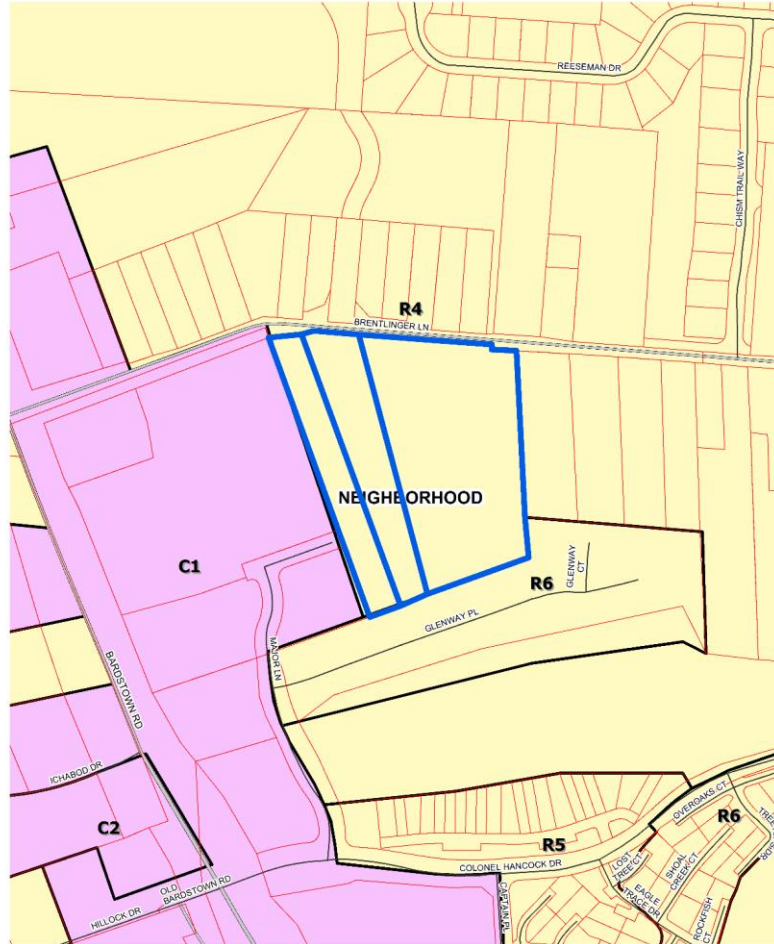 REESEMAN DR
CHISM TRAIL WAY
R4
BRENTLINGER LN
NEIGHBORHOOD
C1
R6
GLENWAY
CT
GLENWAY PL
MAJOR LN
BARDSTOWN RD
ICHABOD DR
C2
OVEROAKS CT
R6
R5
COLONEL HANCOCK DR
LOST
TREE CT
SHOAL
CREEK CT
EAGLE
TRACE DR
ROCKFISH
CT
CAPTAIN PL
OLD
BARDSTOWN RD
HILLOCK DR